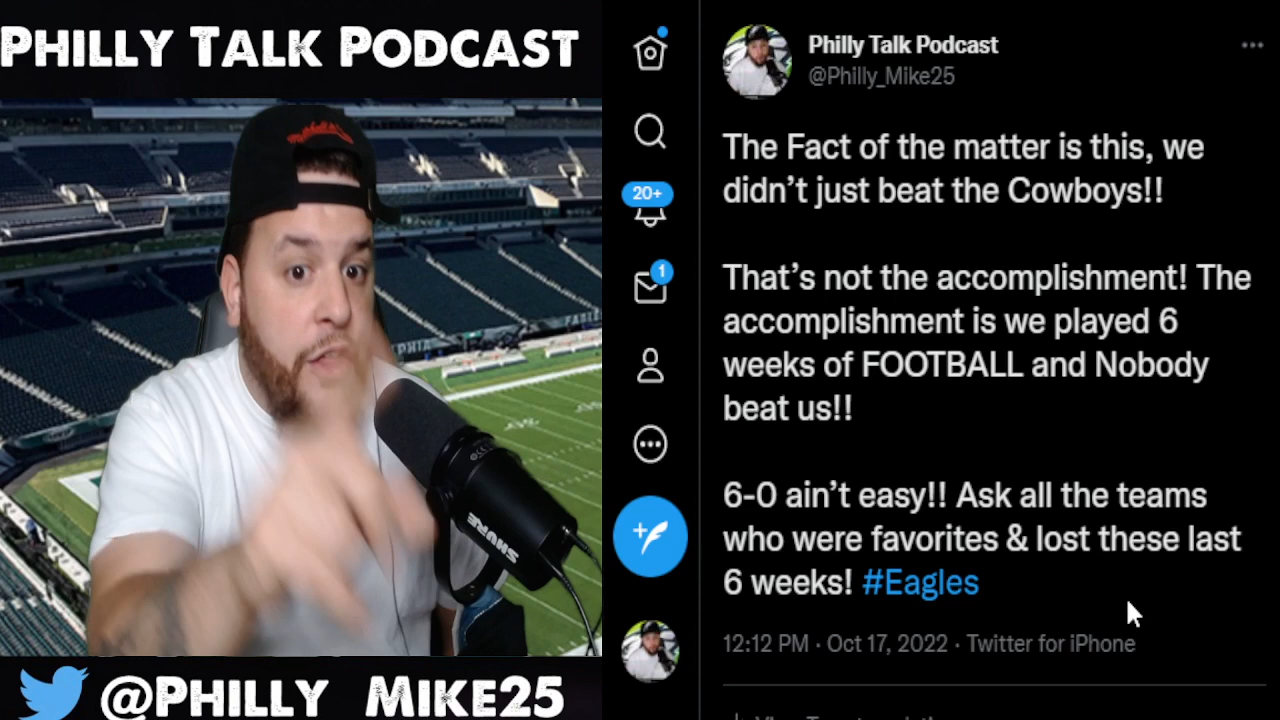 PHILLY TALK PODCAST
@PHILLY_MIKE25
SHURE
20+
1
Philly Talk Podcast
@Philly_Mike25
The Fact of the matter is this, we
didn't just beat the Cowboys!!
That's not the accomplishment! The
accomplishment is we played 6
weeks of FOOTBALL and Nobody
beat us!!
6-0 ain't easy!! Ask all the teams
who were favorites & lost these last
6 weeks! #Eagles
12:12 PM · Oct 17, 2022 · Twitter for iPhone